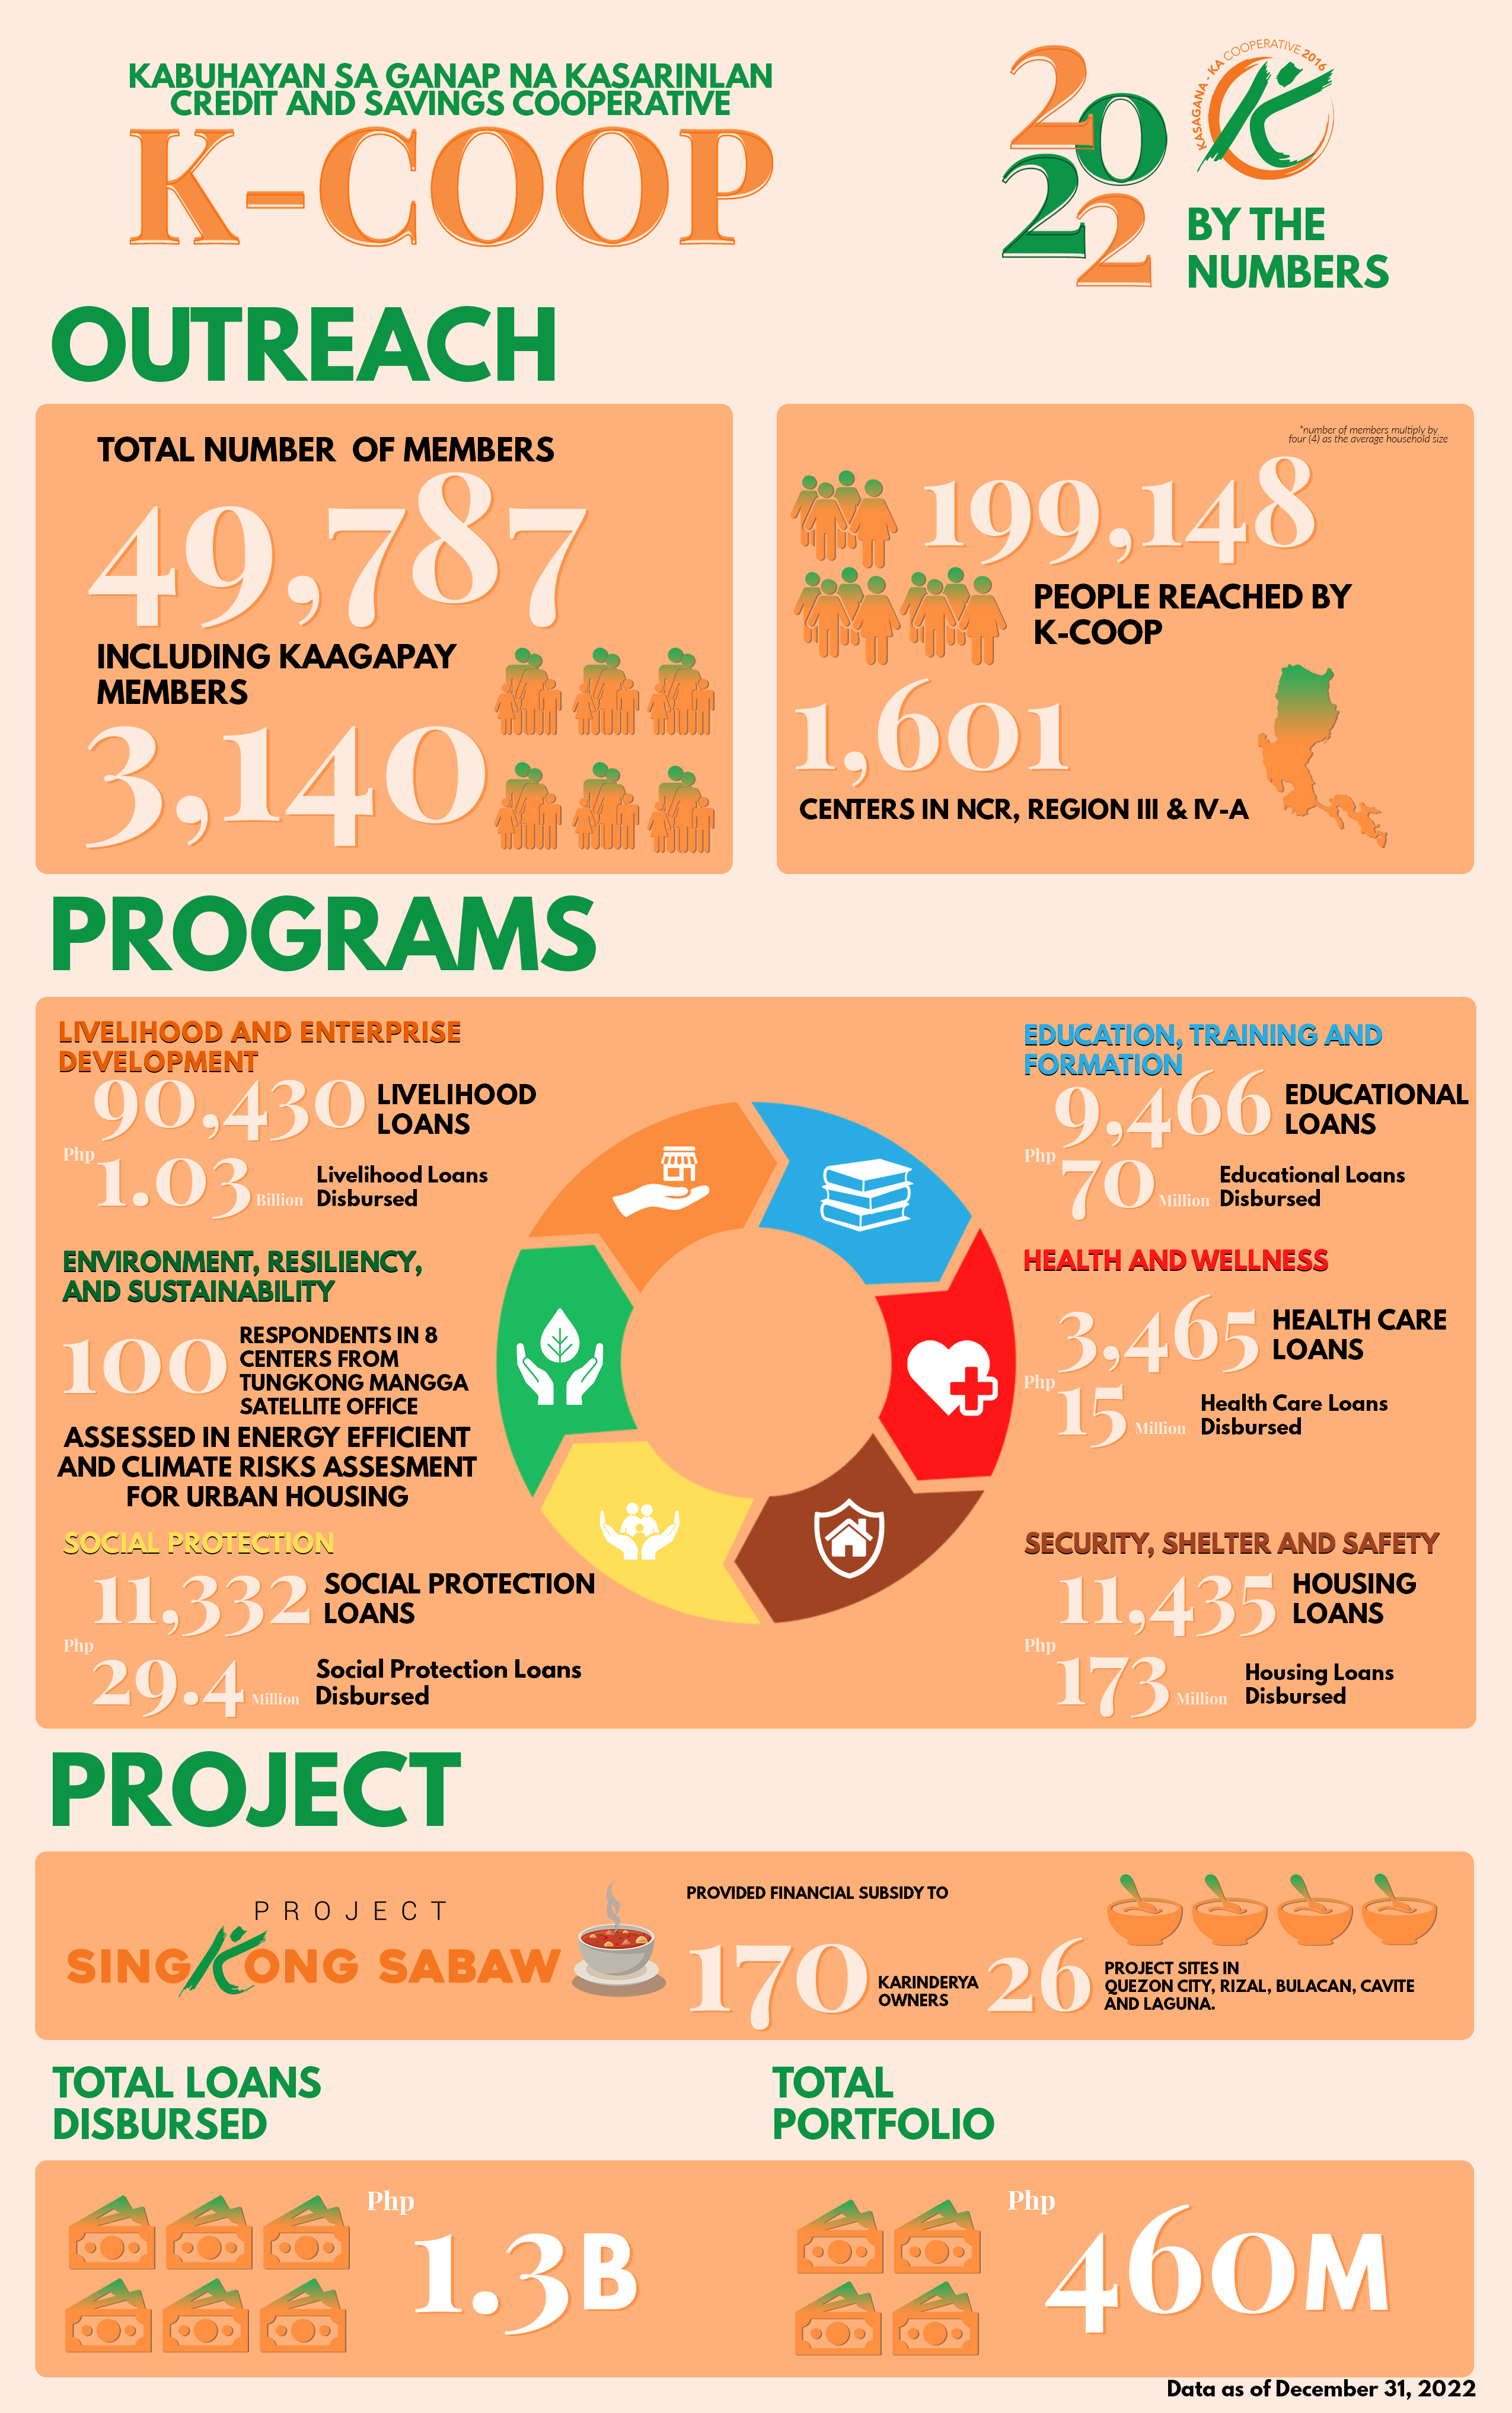 KABUHAYAN SA GANAP NA KASARINLAN
CREDIT AND SAVINGS COOPERATIVE
K-COOP
2022
KASAGANA-KA COOPERATIVE 2016
BY THE
NUMBERS
OUTREACH
TOTAL NUMBER OF MEMBERS
49,787
INCLUDING KAAGAPAY
MEMBERS
3,140
*number of members multiply by
four (4) as the average household size
199,148
PEOPLE REACHED BY
K-COOP
1,601
CENTERS IN NCR, REGION III & IV-A
PROGRAMS
LIVELIHOOD AND ENTERPRISE
DEVELOPMENT
90,430 LIVELIHOOD
LOANS
Php 1.03 Billion Livelihood Loans
Disbursed
ENVIRONMENT, RESILIENCY,
AND SUSTAINABILITY
100 RESPONDENTS IN 8
CENTERS FROM
TUNGKONG MANGGA
SATELLITE OFFICE
ASSESSED IN ENERGY EFFICIENT
AND CLIMATE RISKS ASSESMENT
FOR URBAN HOUSING
SOCIAL PROTECTION
11,332 SOCIAL PROTECTION
LOANS
Php 29.4 Million Social Protection Loans
Disbursed
EDUCATION, TRAINING AND
FORMATION
9,466 EDUCATIONAL
LOANS
Php 70 Million Educational Loans
Disbursed
HEALTH AND WELLNESS
3,465 HEALTH CARE
LOANS
Php 15 Million Health Care Loans
Disbursed
SECURITY, SHELTER AND SAFETY
11,435 HOUSING
LOANS
Php 173 Million Housing Loans
Disbursed
PROJECT
PROJECT
SINGKONG SABAW
PROVIDED FINANCIAL SUBSIDY TO
170 KARINDERYA
OWNERS
26 PROJECT SITES IN
QUEZON CITY, RIZAL, BULACAN, CAVITE
AND LAGUNA.
TOTAL LOANS
DISBURSED
Php 1.3B
TOTAL
PORTFOLIO
Php 460M
Data as of December 31, 2022